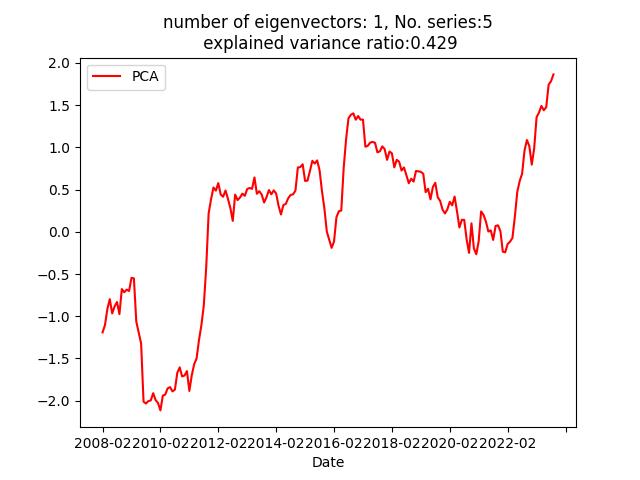 number of eigenvectors: 1, No. series:5
explained variance ratio:0.429
PCA
2.0
1.5
1.0
0.5
0.0
−0.5
−1.0
−1.5
−2.0
2008-022010-022012-022014-022016-022018-022020-022022-02
Date